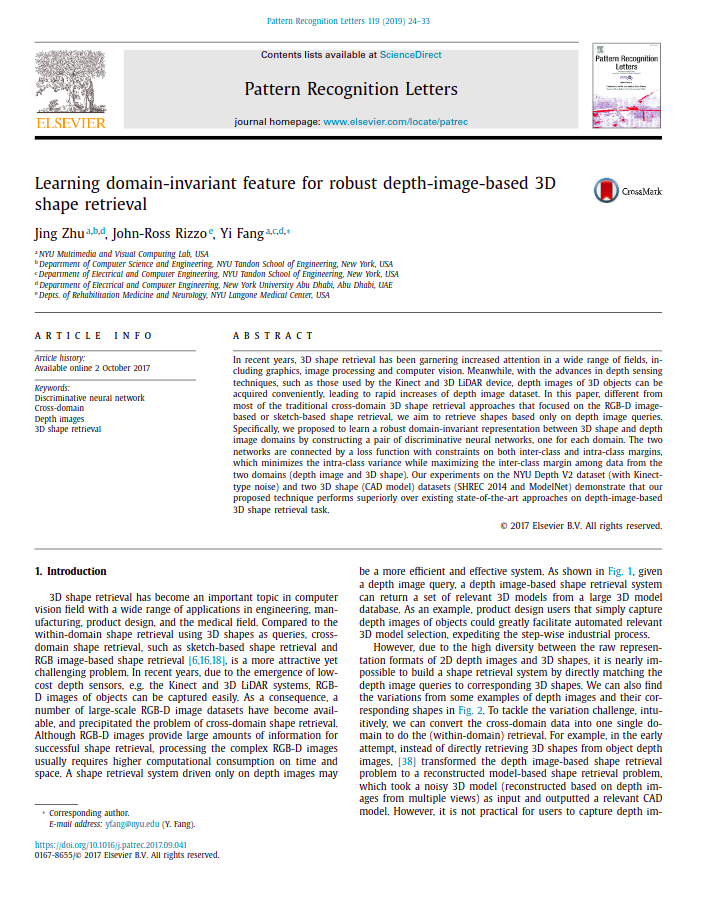 Pattern Recognition Letters 119 (2019) 24–33
Contents lists available at ScienceDirect
Pattern Recognition Letters
journal homepage: www.elsevier.com/locate/patrec
ELSEVIER
Pattern Recognition
Letters
Learning domain-invariant feature for robust depth-image-based 3D
shape retrieval
CrossMark
Jing Zhu a,b,d, John-Ross Rizzo e, Yi Fang a,c,d,∗
a NYU Multimedia and Visual Computing Lab, USA
b Department of Computer Science and Engineering, NYU Tandon School of Engineering, New York, USA
c Department of Electrical and Computer Engineering, NYU Tandon School of Engineering, New York, USA
d Department of Electrical and Computer Engineering, New York University Abu Dhabi, Abu Dhabi, UAE
e Depts. of Rehabilitation Medicine and Neurology, NYU Langone Medical Center, USA
ARTICLE INFO
Article history:
Available online 2 October 2017
Keywords:
Discriminative neural network
Cross-domain
Depth images
3D shape retrieval
ABSTRACT
In recent years, 3D shape retrieval has been garnering increased attention in a wide range of fields, in-
cluding graphics, image processing and computer vision. Meanwhile, with the advances in depth sensing
techniques, such as those used by the Kinect and 3D LiDAR device, depth images of 3D objects can be
acquired conveniently, leading to rapid increases of depth image dataset. In this paper, different from
most of the traditional cross-domain 3D shape retrieval approaches that focused on the RGB-D image-
based or sketch-based shape retrieval, we aim to retrieve shapes based only on depth image queries.
Specifically, we proposed to learn a robust domain-invariant representation between 3D shape and depth
image domains by constructing a pair of discriminative neural networks, one for each domain. The two
networks are connected by a loss function with constraints on both inter-class and intra-class margins,
which minimizes the intra-class variance while maximizing the inter-class margin among data from the
two domains (depth image and 3D shape). Our experiments on the NYU Depth V2 dataset (with Kinect-
type noise) and two 3D shape (CAD model) datasets (SHREC 2014 and ModelNet) demonstrate that our
proposed technique performs superiorly over existing state-of-the-art approaches on depth-image-based
3D shape retrieval task.
© 2017 Elsevier B.V. All rights reserved.
1. Introduction
3D shape retrieval has become an important topic in computer
vision field with a wide range of applications in engineering, man-
ufacturing, product design, and the medical field. Compared to the
within-domain shape retrieval using 3D shapes as queries, cross-
domain shape retrieval, such as sketch-based shape retrieval and
RGB image-based shape retrieval [6,16,18], is a more attractive yet
challenging problem. In recent years, due to the emergence of low-
cost depth sensors, e.g. the Kinect and 3D LiDAR systems, RGB-
D images of objects can be captured easily. As a consequence, a
number of large-scale RGB-D image datasets have become avail-
able, and precipitated the problem of cross-domain shape retrieval.
Although RGB-D images provide large amounts of information for
successful shape retrieval, processing the complex RGB-D images
usually requires higher computational consumption on time and
space. A shape retrieval system driven only on depth images may
be a more efficient and effective system. As shown in Fig. 1, given
a depth image query, a depth image-based shape retrieval system
can return a set of relevant 3D models from a large 3D model
database. As an example, product design users that simply capture
depth images of objects could greatly facilitate automated relevant
3D model selection, expediting the step-wise industrial process.
However, due to the high diversity between the raw represen-
tation formats of 2D depth images and 3D shapes, it is nearly im-
possible to build a shape retrieval system by directly matching the
depth image queries to corresponding 3D shapes. We can also find
the variations from some examples of depth images and their cor-
responding shapes in Fig. 2. To tackle the variation challenge, intu-
itively, we can convert the cross-domain data into one single do-
main to do the (within-domain) retrieval. For example, in the early
attempt, instead of directly retrieving 3D shapes from object depth
images, [38] transformed the depth image-based shape retrieval
problem to a reconstructed model-based shape retrieval problem,
which took a noisy 3D model (reconstructed based on depth im-
ages from multiple views) as input and outputted a relevant CAD
model. However, it is not practical for users to capture depth im-
∗ Corresponding author.
E-mail address: yfang@nyu.edu (Y. Fang).
https://doi.org/10.1016/j.patrec.2017.09.041
0167-8655/© 2017 Elsevier B.V. All rights reserved.